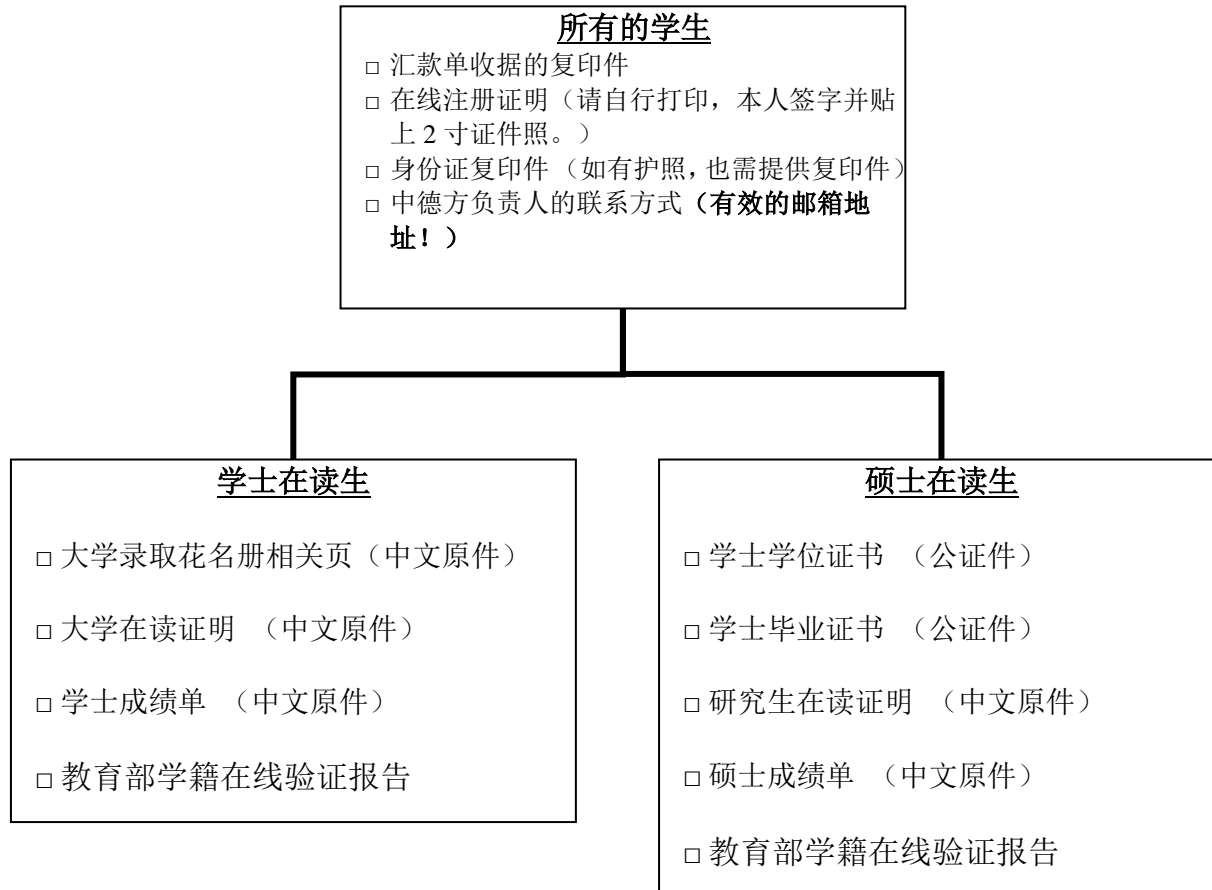 所有的学生
□ 汇款单收据的复印件
□ 在线注册证明（请自行打印，本人签字并贴
上 2 寸证件照。）
□ 身份证复印件 （如有护照，也需提供复印件）
□ 中德方负责人的联系方式（有效的邮箱地
址！）
学士在读生
□ 大学录取花名册相关页（中文原件）
□ 大学在读证明 （中文原件）
□ 学士成绩单 （中文原件）
□ 教育部学籍在线验证报告
硕士在读生
□ 学士学位证书 （公证件）
□ 学士毕业证书 （公证件）
□ 研究生在读证明 （中文原件）
□ 硕士成绩单 （中文原件）
□ 教育部学籍在线验证报告